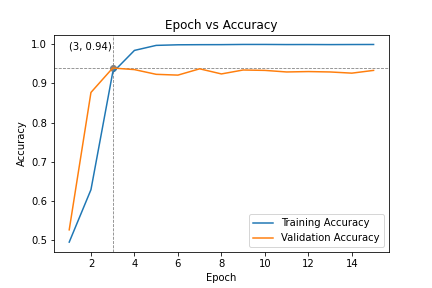 Epoch vs Accuracy
(3, 0.94)
1.0
0.9
0.8
0.7
0.6
0.5
Accuracy
Training Accuracy
Validation Accuracy
2 4 6 8 10 12 14
Epoch